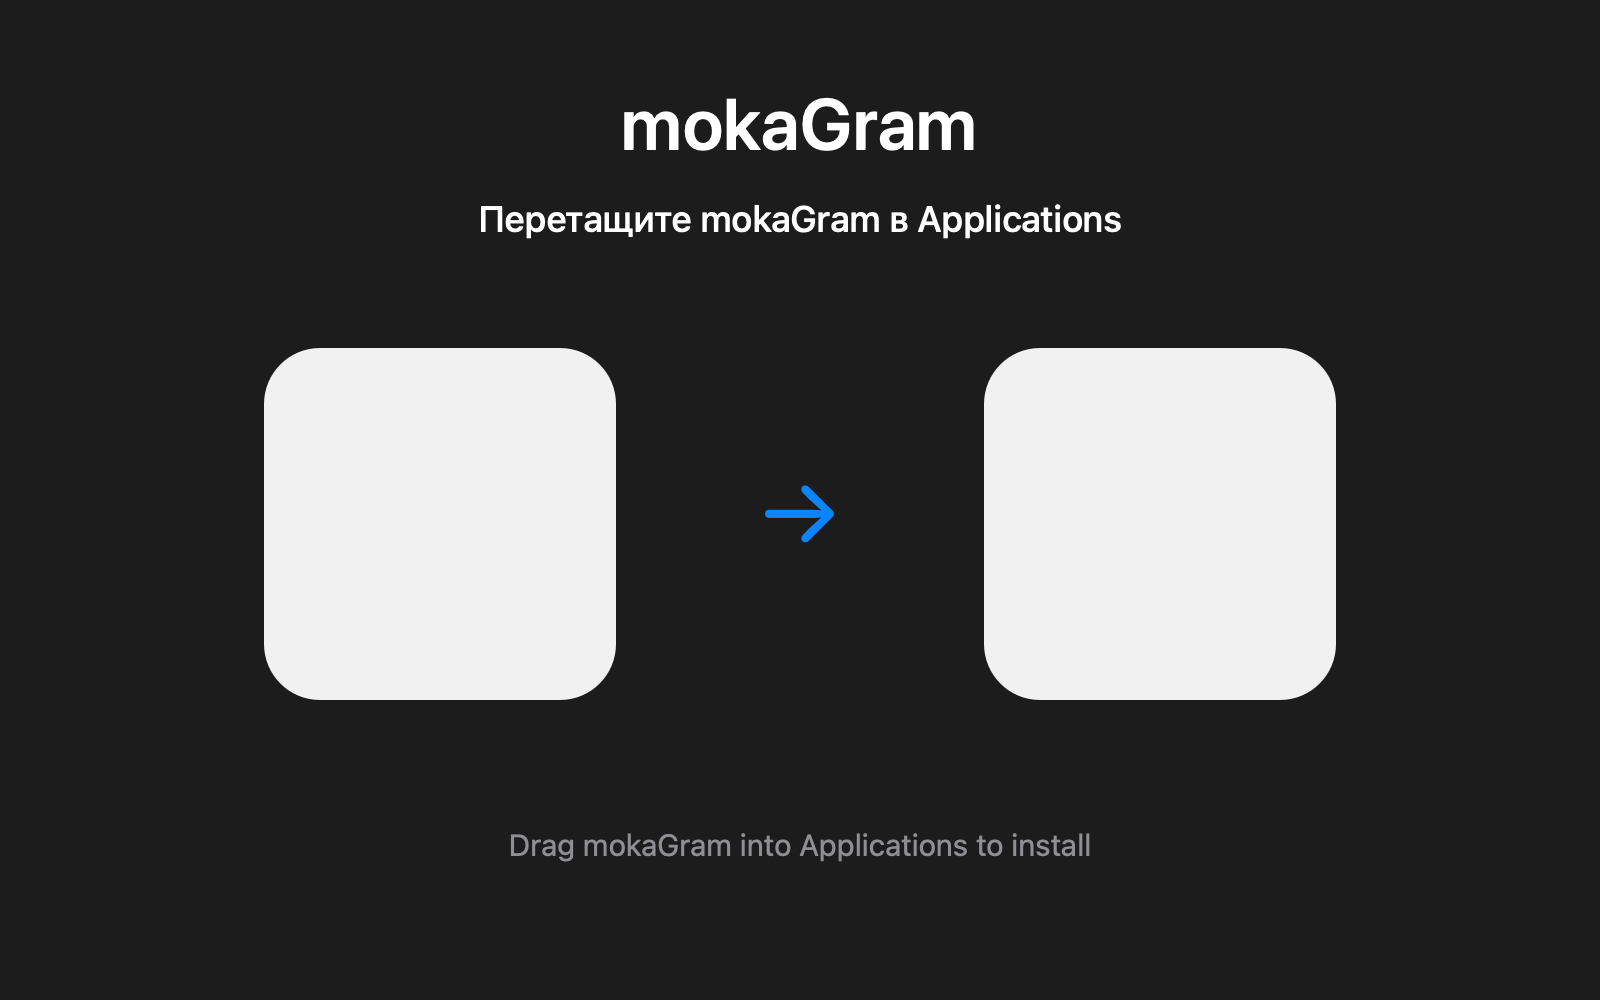 mokaGram
Перетащите mokaGram в Applications
Drag mokaGram into Applications to install